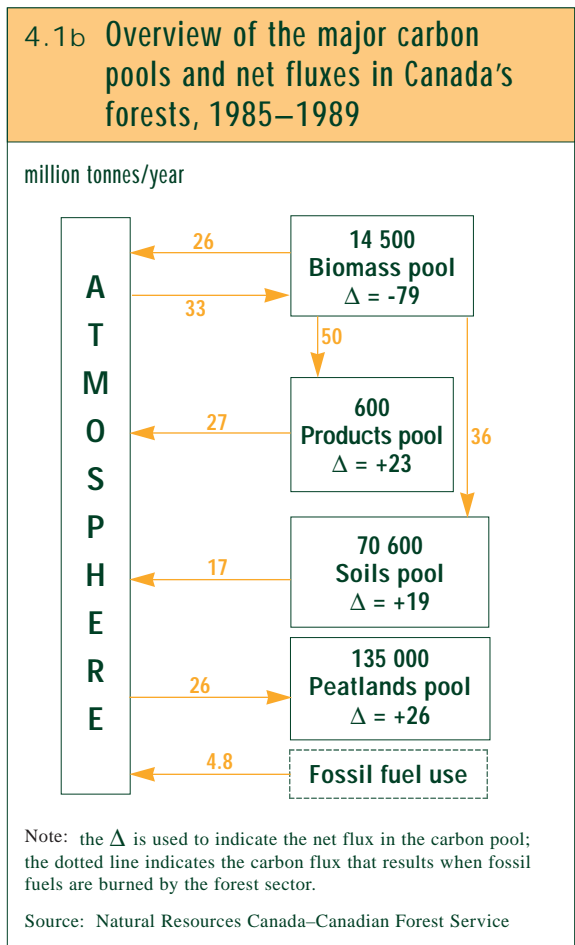 4.1b Overview of the major carbon
pools and net fluxes in Canada's
forests, 1985–1989
million tonnes/year
A
T
M
O
S
P
H
E
R
E
26
33
14 500
Biomass pool
Δ = -79
50
36
27
600
Products pool
Δ = +23
17
70 600
Soils pool
Δ = +19
26
135 000
Peatlands pool
Δ = +26
4.8
Fossil fuel use
Note: the Δ is used to indicate the net flux in the carbon pool;
the dotted line indicates the carbon flux that results when fossil
fuels are burned by the forest sector.
Source: Natural Resources Canada–Canadian Forest Service